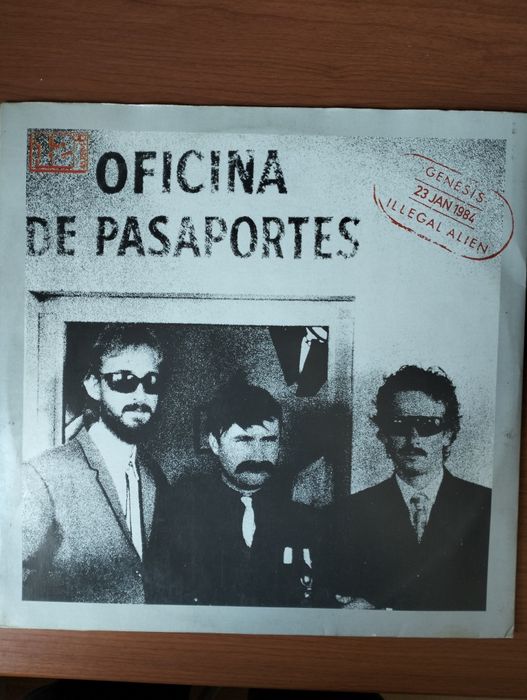 OFICINA
DE PASAPORTES
GENESIS
23 JAN 1984
ILLEGAL ALIEN